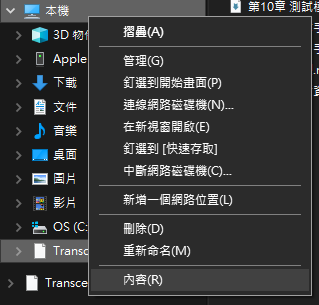 本機
3D 物
Apple
下載
文件
音樂
桌面
圖片
影片
OS (C:
Transc
Transce
摺疊(A)
管理(G)
釘選到開始畫面(P)
連線網路磁碟機(N)...
在新視窗開啟(E)
釘選到 [快速存取]
中斷網路磁碟機(C)...
新增一個網路位置(L)
刪除(D)
重新命名(M)
內容(R)
第10章 測試